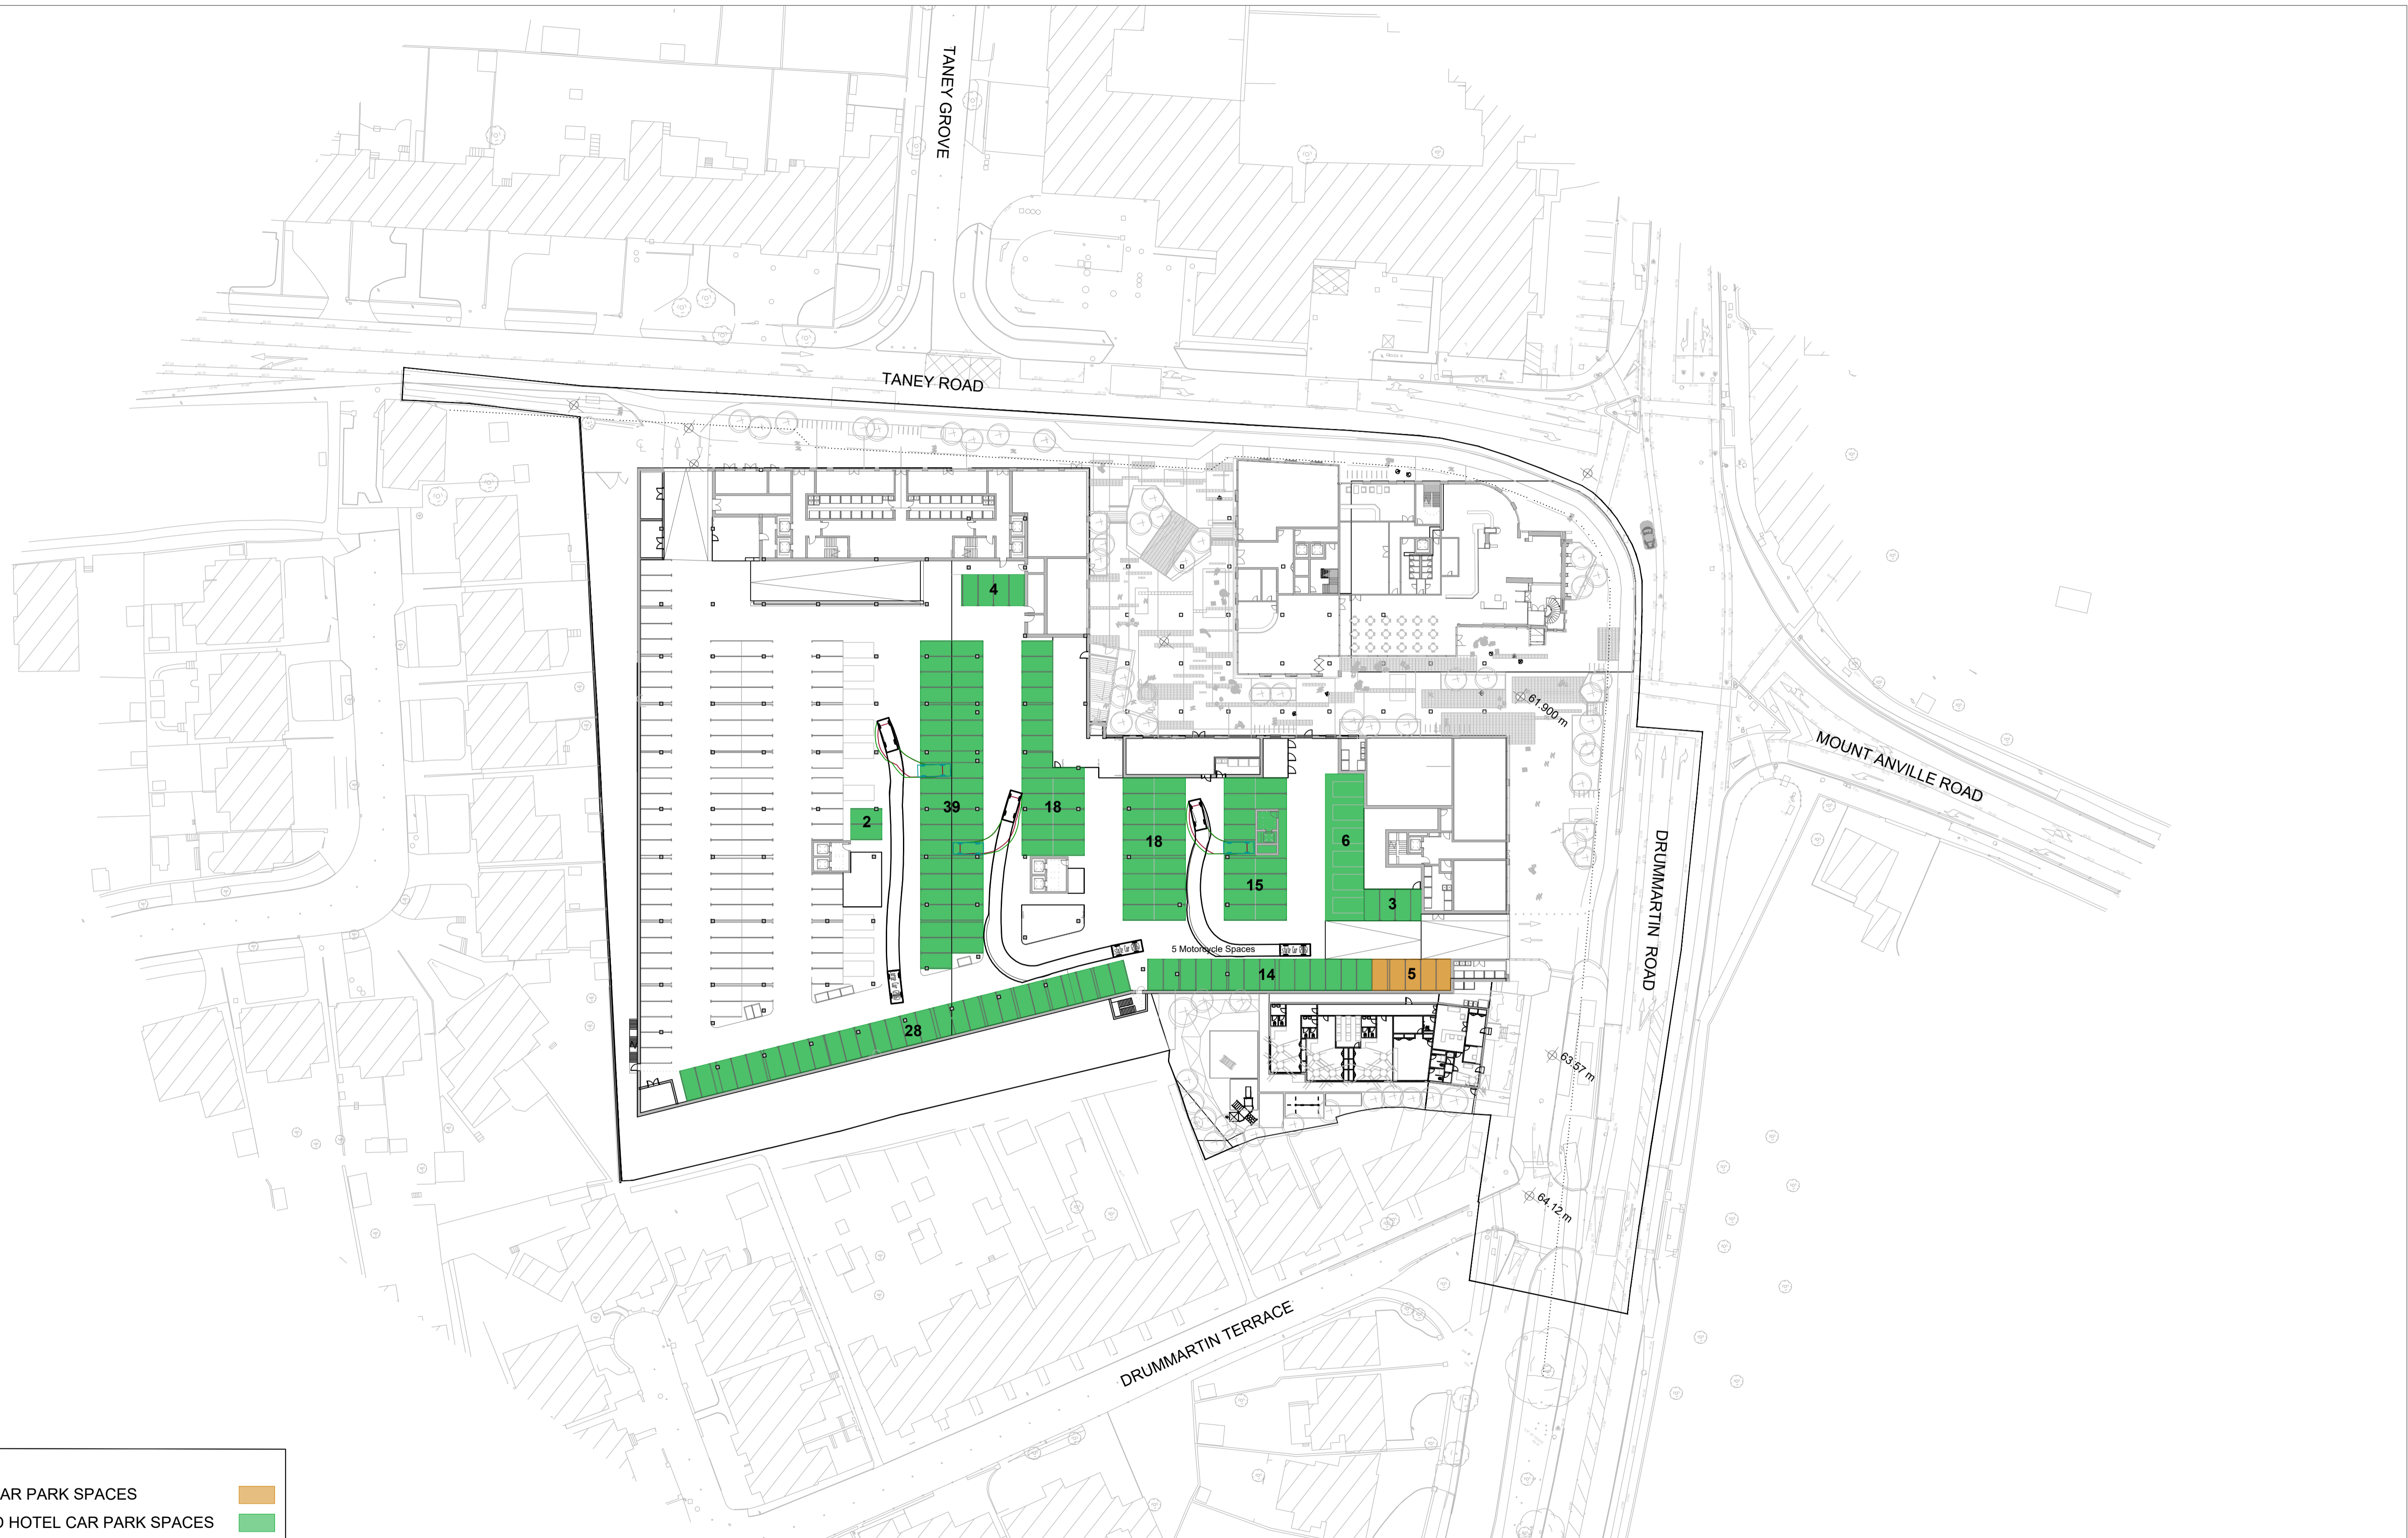 TANEY GROVE
TANEY ROAD
4
61.900 m
MOUNT ANVILLE ROAD
39
18
2
18
6
15
DRUMMARTIN ROAD
3
5 Motorcycle Spaces
14
5
28
63.57 m
64.12 m
DRUMMARTIN TERRACE
AR PARK SPACES
HOTEL CAR PARK SPACES